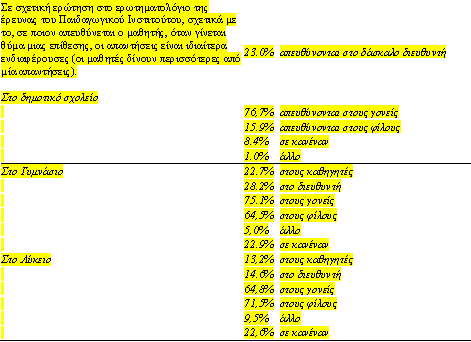 Σε σχετική ερώτηση στο ερωτηματολόγιο της
έρευνας του Παιδαγωγικού Ινστιτούτου, σχετικά με
το, σε ποιον απευθύνεται ο μαθητής, όταν γίνεται
θύμα μιας επίθεσης, οι απαντήσεις είναι ιδιαίτερα
ενδιαφέρουσες (οι μαθητές δίνουν περισσότερες από
μία απαντήσεις).
23.0% απευθύνονται στο δάσκαλο διευθυντή
Στο δημοτικό σχολείο
76,7% απευθύνονται στους γονείς
15.9% απευθύνονται στους φίλους
8.4% σε κανέναν
1.0% άλλο
Στο Γυμνάσιο 22.7% στους καθηγητές
28.2% στο διευθυντή
75.1% στους γονείς
64,5% στους φίλους
5,0% άλλο
22.9% σε κανέναν
Στο Λύκειο 13,2% στους καθηγητές
14.6% στο διευθυντή
64,8% στους γονείς
71,5% στους φίλους
9,5% άλλο
22,6% σε κανέναν